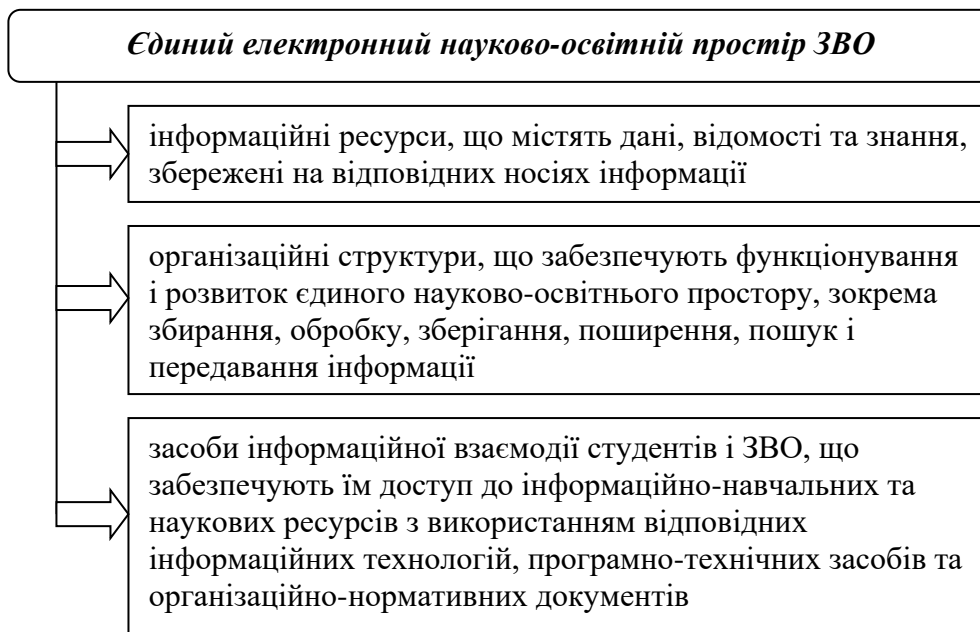 Єдиний електронний науково-освітній простір ЗВО
інформаційні ресурси, що містять дані, відомості та знання,
збережені на відповідних носіях інформації
організаційні структури, що забезпечують функціонування
і розвиток єдиного науково-освітнього простору, зокрема
збирання, обробку, зберігання, поширення, пошук і
передавання інформації
засоби інформаційної взаємодії студентів і ЗВО, що
забезпечують їм доступ до інформаційно-навчальних та
наукових ресурсів з використанням відповідних
інформаційних технологій, програмно-технічних засобів та
організаційно-нормативних документів